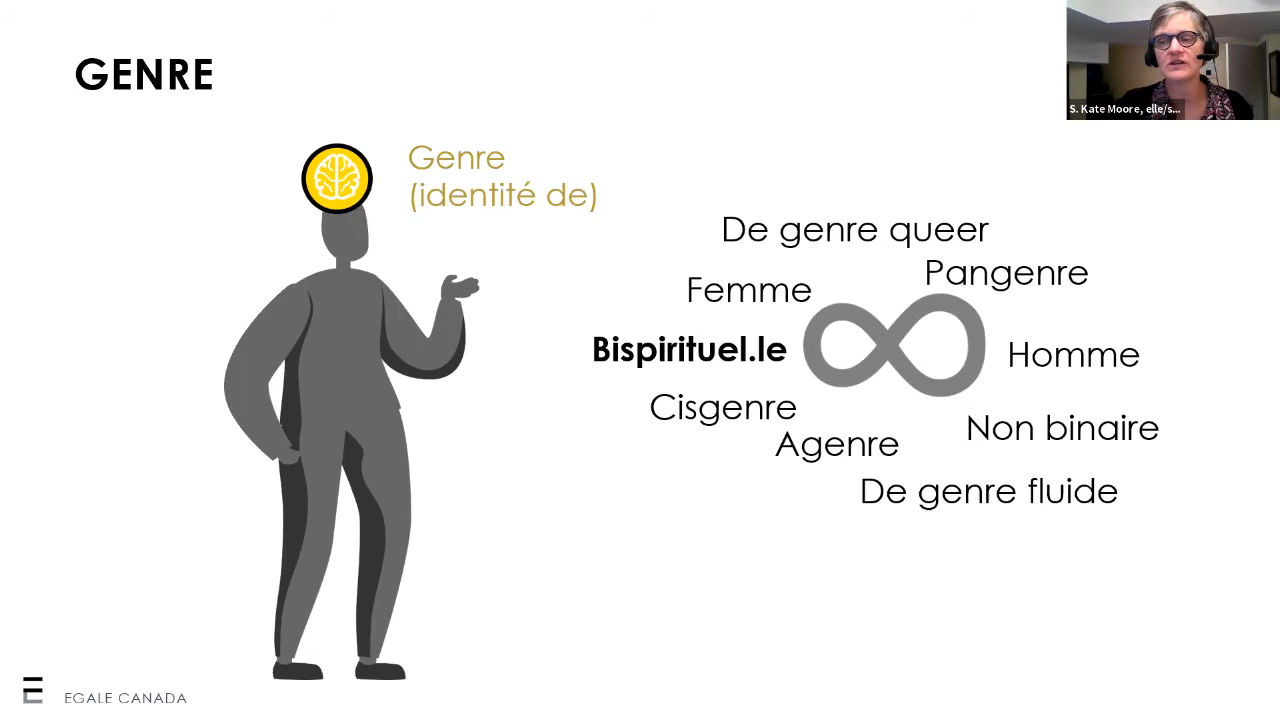 GENRE
S. Kate Moore, elle/s...
Genre
(identité de)
De genre queer
Pangenre
Femme
Bispirituel.le
Homme
Cisgenre
Non binaire
Agenre
De genre fluide
EGALE CANADA